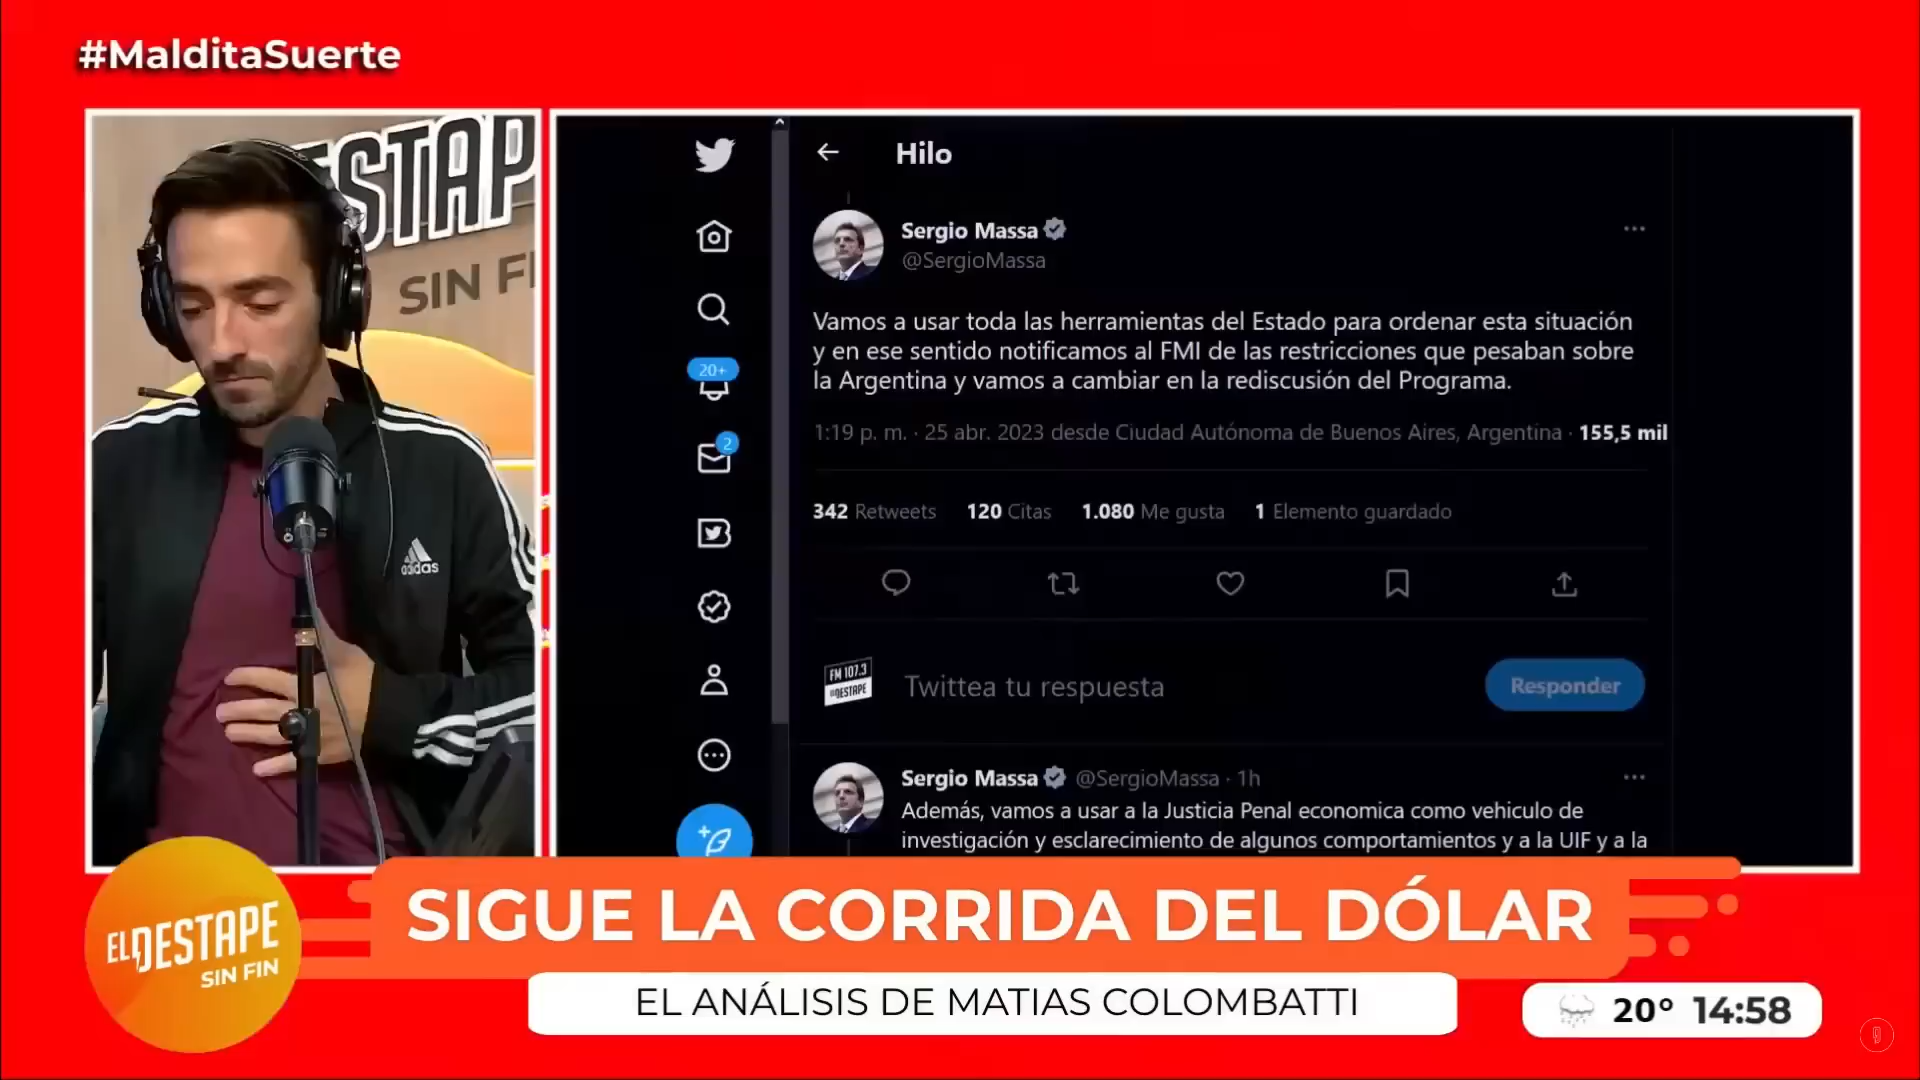 #MalditaSuerte
ESTAP
SIN FI
adidas
Hilo
Sergio Massa
@SergioMassa
Vamos a usar toda las herramientas del Estado para ordenar esta situación
y en ese sentido notificamos al FMI de las restricciones que pesaban sobre
la Argentina y vamos a cambiar en la rediscusión del Programa.
1:19 p. m. · 25 abr. 2023 desde Ciudad Autónoma de Buenos Aires, Argentina · 155,5 mil
342 Retweets 120 Citas 1.080 Me gusta 1 Elemento guardado
20+
2
FM 107.3
ELDESTAPE
Twittea tu respuesta
Responder
Sergio Massa @SergioMassa · 1h
Además, vamos a usar a la Justicia Penal economica como vehiculo de
investigación y esclarecimiento de algunos comportamientos y a la UIF y a la
SIGUE LA CORRIDA DEL DÓLAR
EL ANÁLISIS DE MATIAS COLOMBATTI
ELDESTAPE
SIN FIN
20° 14:58